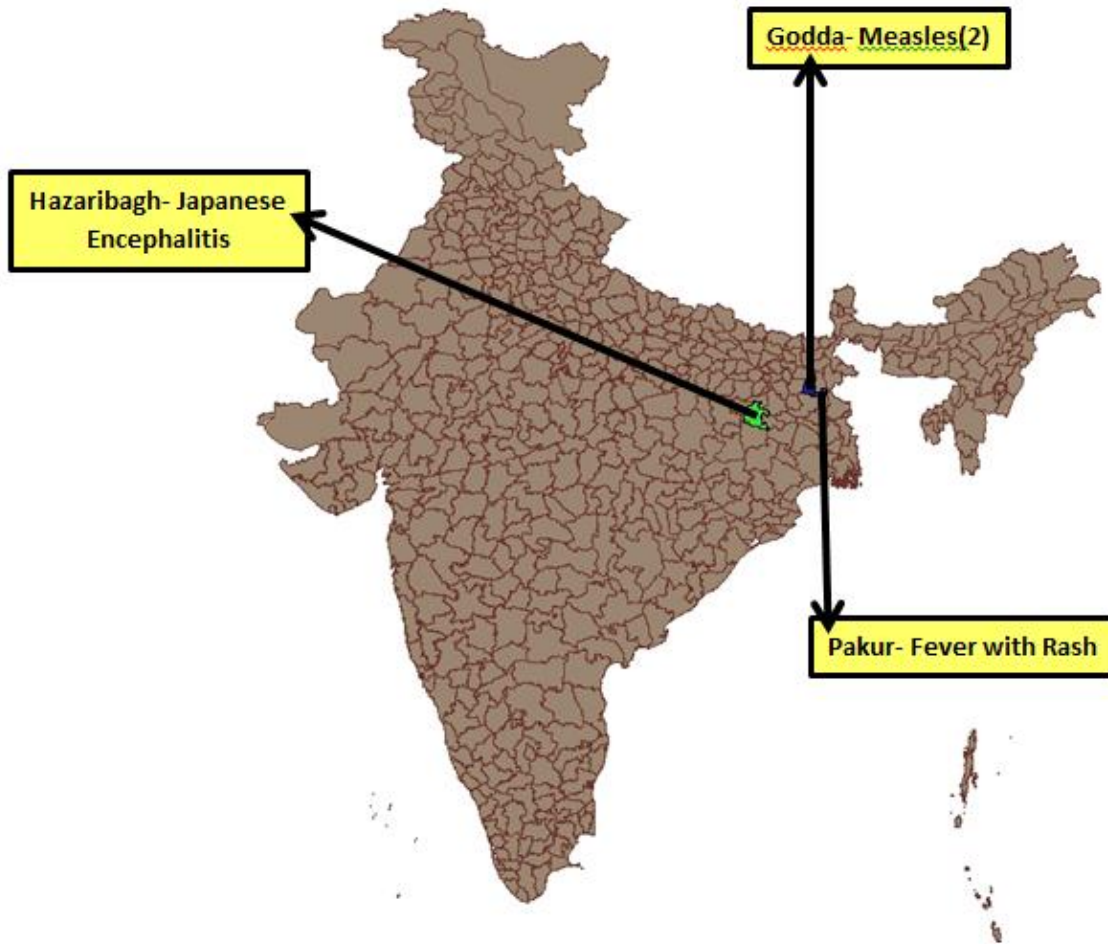 Godda- Measles(2)
Hazaribagh- Japanese
Encephalitis
Pakur- Fever with Rash